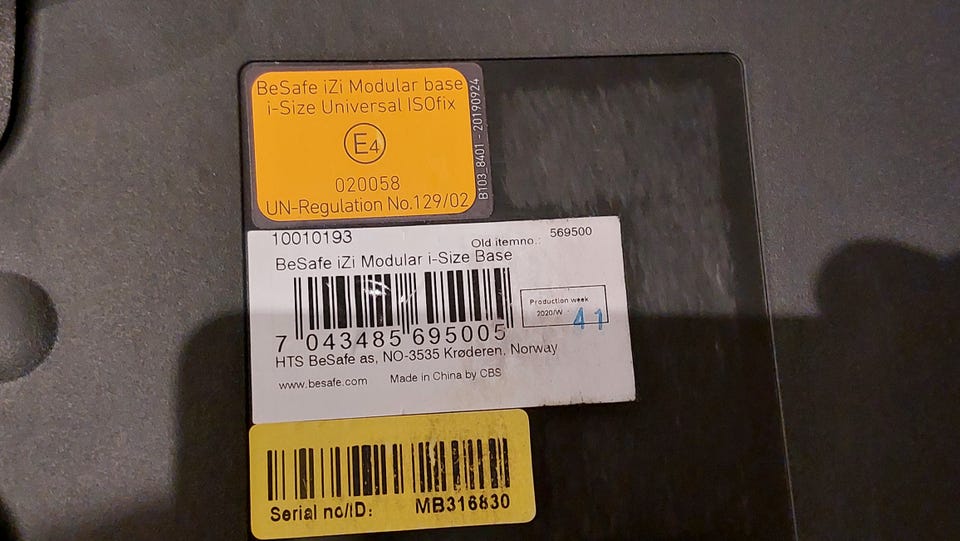 BeSafe iZi Modular base
i-Size Universal ISOfix
E4
020058
UN-Regulation No.129/02
B103_8401 - 20190924
10010193
Old itemno.: 569500
BeSafe iZi Modular i-Size Base
Production week
2020/W 41
7 043485 695005
HTS BeSafe as, NO-3535 Krøderen, Norway
www.besafe.com Made in China by CBS
Serial no/ID: MB316830